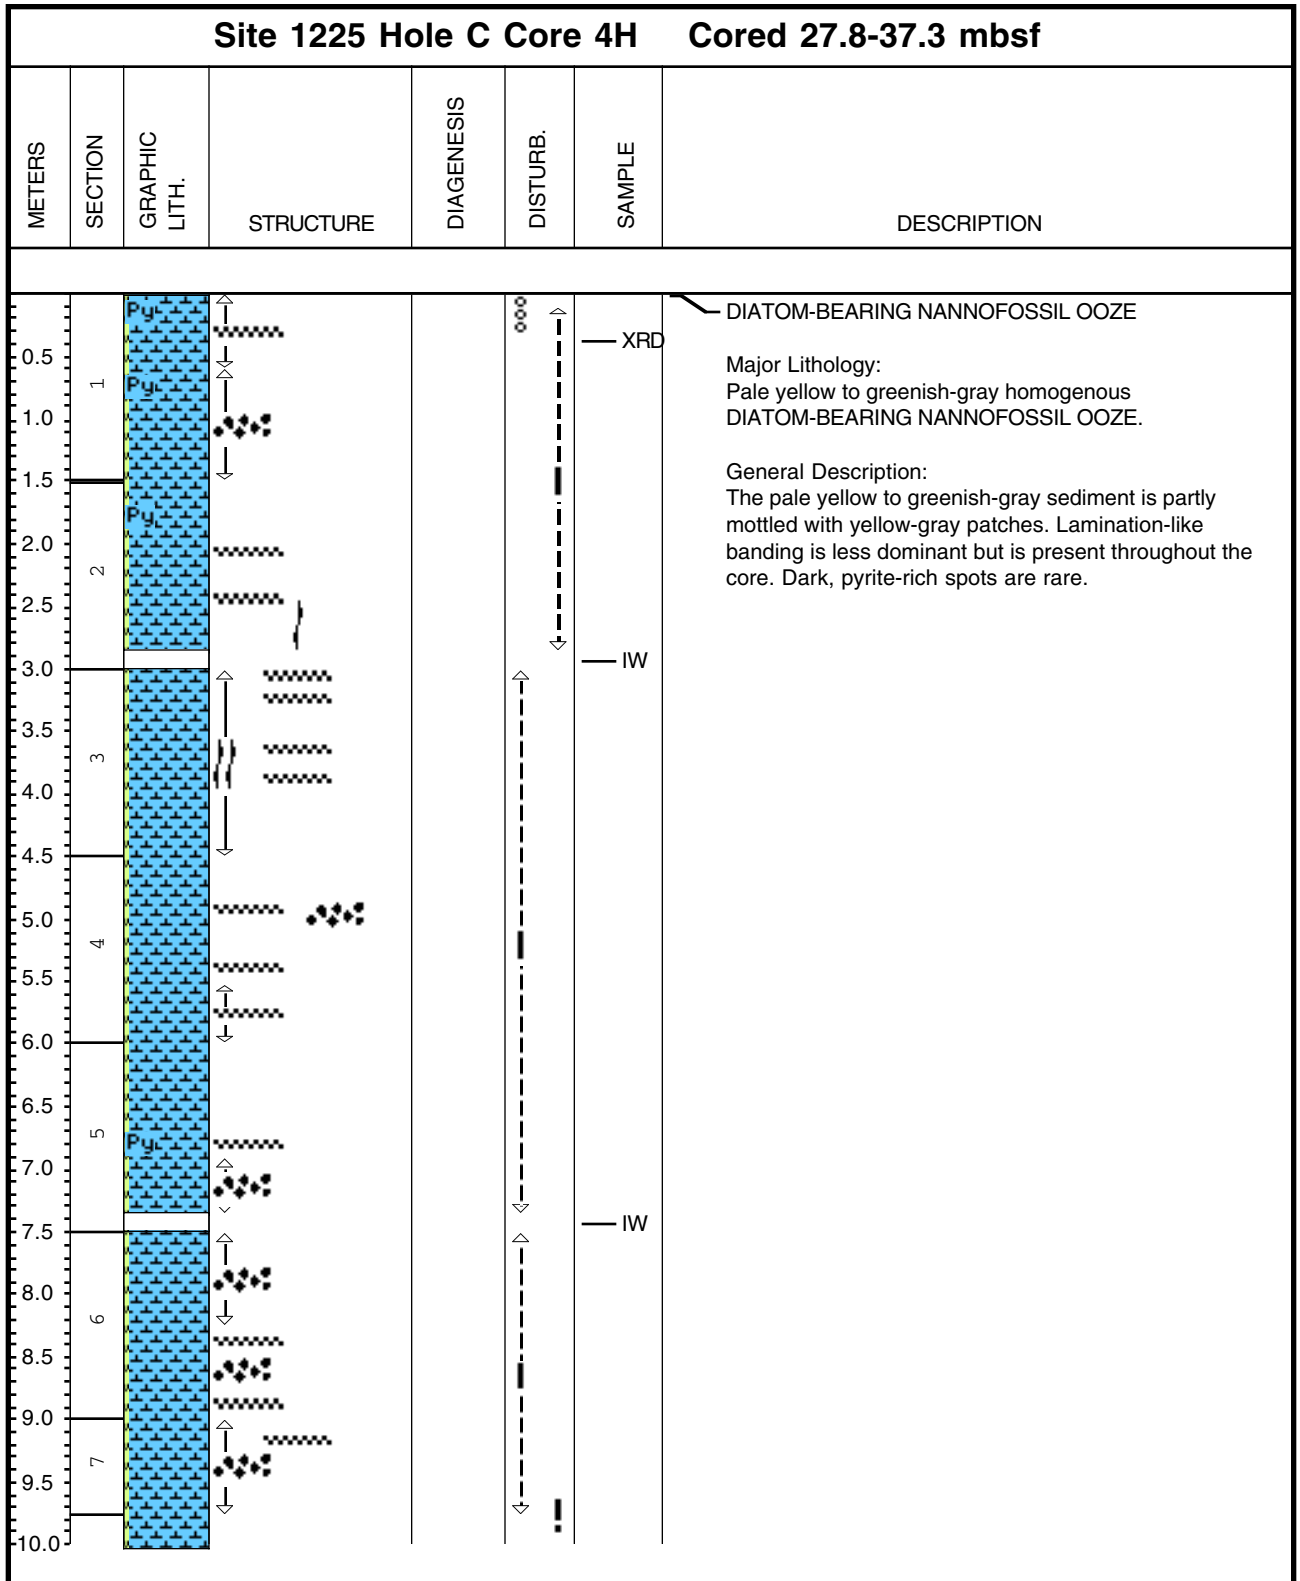 Site 1225 Hole C Core 4H Cored 27.8-37.3 mbsf
METERS
SECTION
GRAPHIC
LITH.
STRUCTURE
DIAGENESIS
DISTURB.
SAMPLE
DESCRIPTION
Py
DIATOM-BEARING NANNOFOSSIL OOZE
XRD
0.5
Major Lithology:
1
Py
Pale yellow to greenish-gray homogenous
1.0
DIATOM-BEARING NANNOFOSSIL OOZE.
General Description:
1.5
The pale yellow to greenish-gray sediment is partly
Py
mottled with yellow-gray patches. Lamination-like
2.0
banding is less dominant but is present throughout the
2
core. Dark, pyrite-rich spots are rare.
2.5
IW
3.0
3.5
3
4.0
4.5
5.0
4
5.5
6.0
6.5
5
Py
7.0
IW
7.5
8.0
6
8.5
9.0
7
9.5
10.0